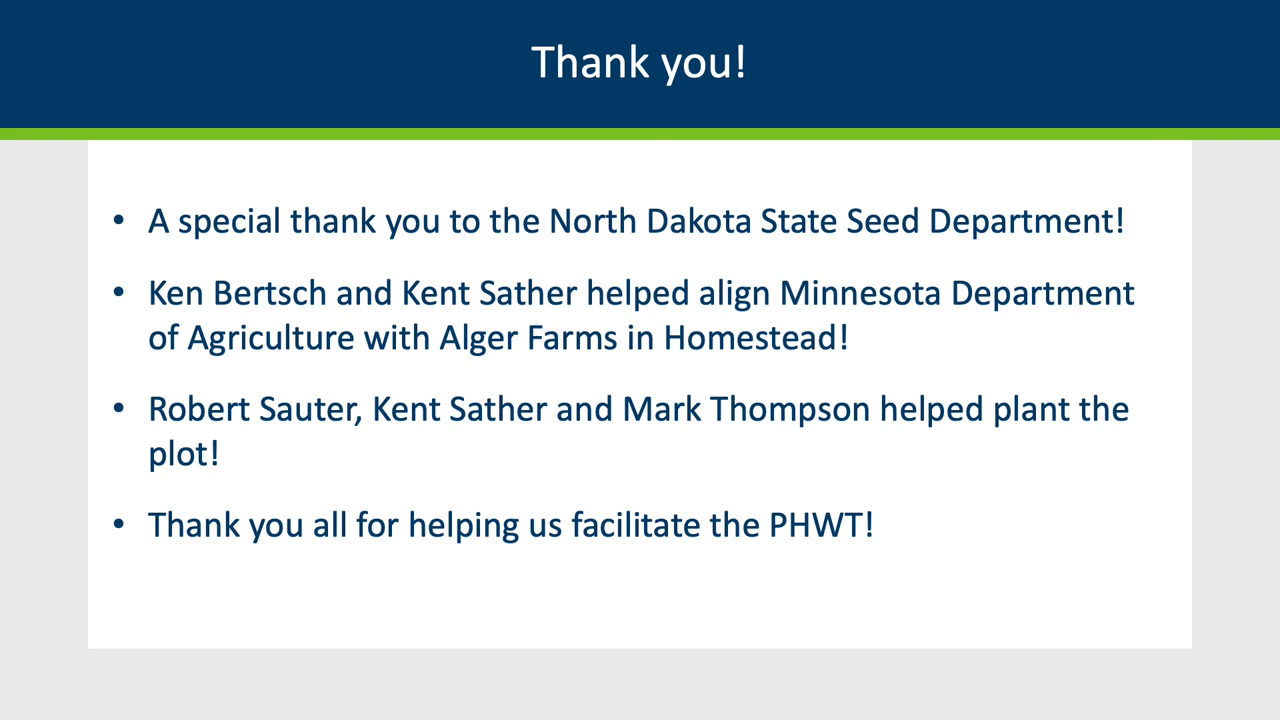 Thank you!
• A special thank you to the North Dakota State Seed Department!
• Ken Bertsch and Kent Sather helped align Minnesota Department
of Agriculture with Alger Farms in Homestead!
• Robert Sauter, Kent Sather and Mark Thompson helped plant the
plot!
• Thank you all for helping us facilitate the PHWT!